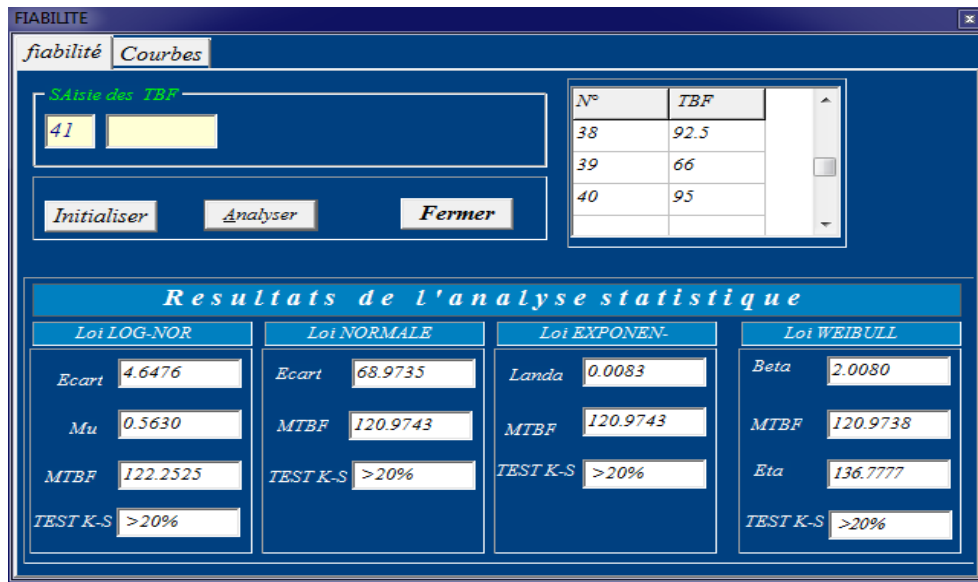 FIABILITE
fiabilité Courbes
SAisie des TBF
41
N° TBF
38 92.5
39 66
40 95
Initialiser Analyser Fermer
Resultats de l'analyse statistique
Loi LOG-NOR Loi NORMALE Loi EXPONEN- Loi WEIBULL
Ecart 4.6476 Ecart 68.9735 Landa 0.0083 Beta 2.0080
Mu 0.5630 MTBF 120.9743 MTBF 120.9743 MTBF 120.9738
MTBF 122.2525 TEST K-S >20% TEST K-S >20% Eta 136.7777
TEST K-S >20% TEST K-S >20%